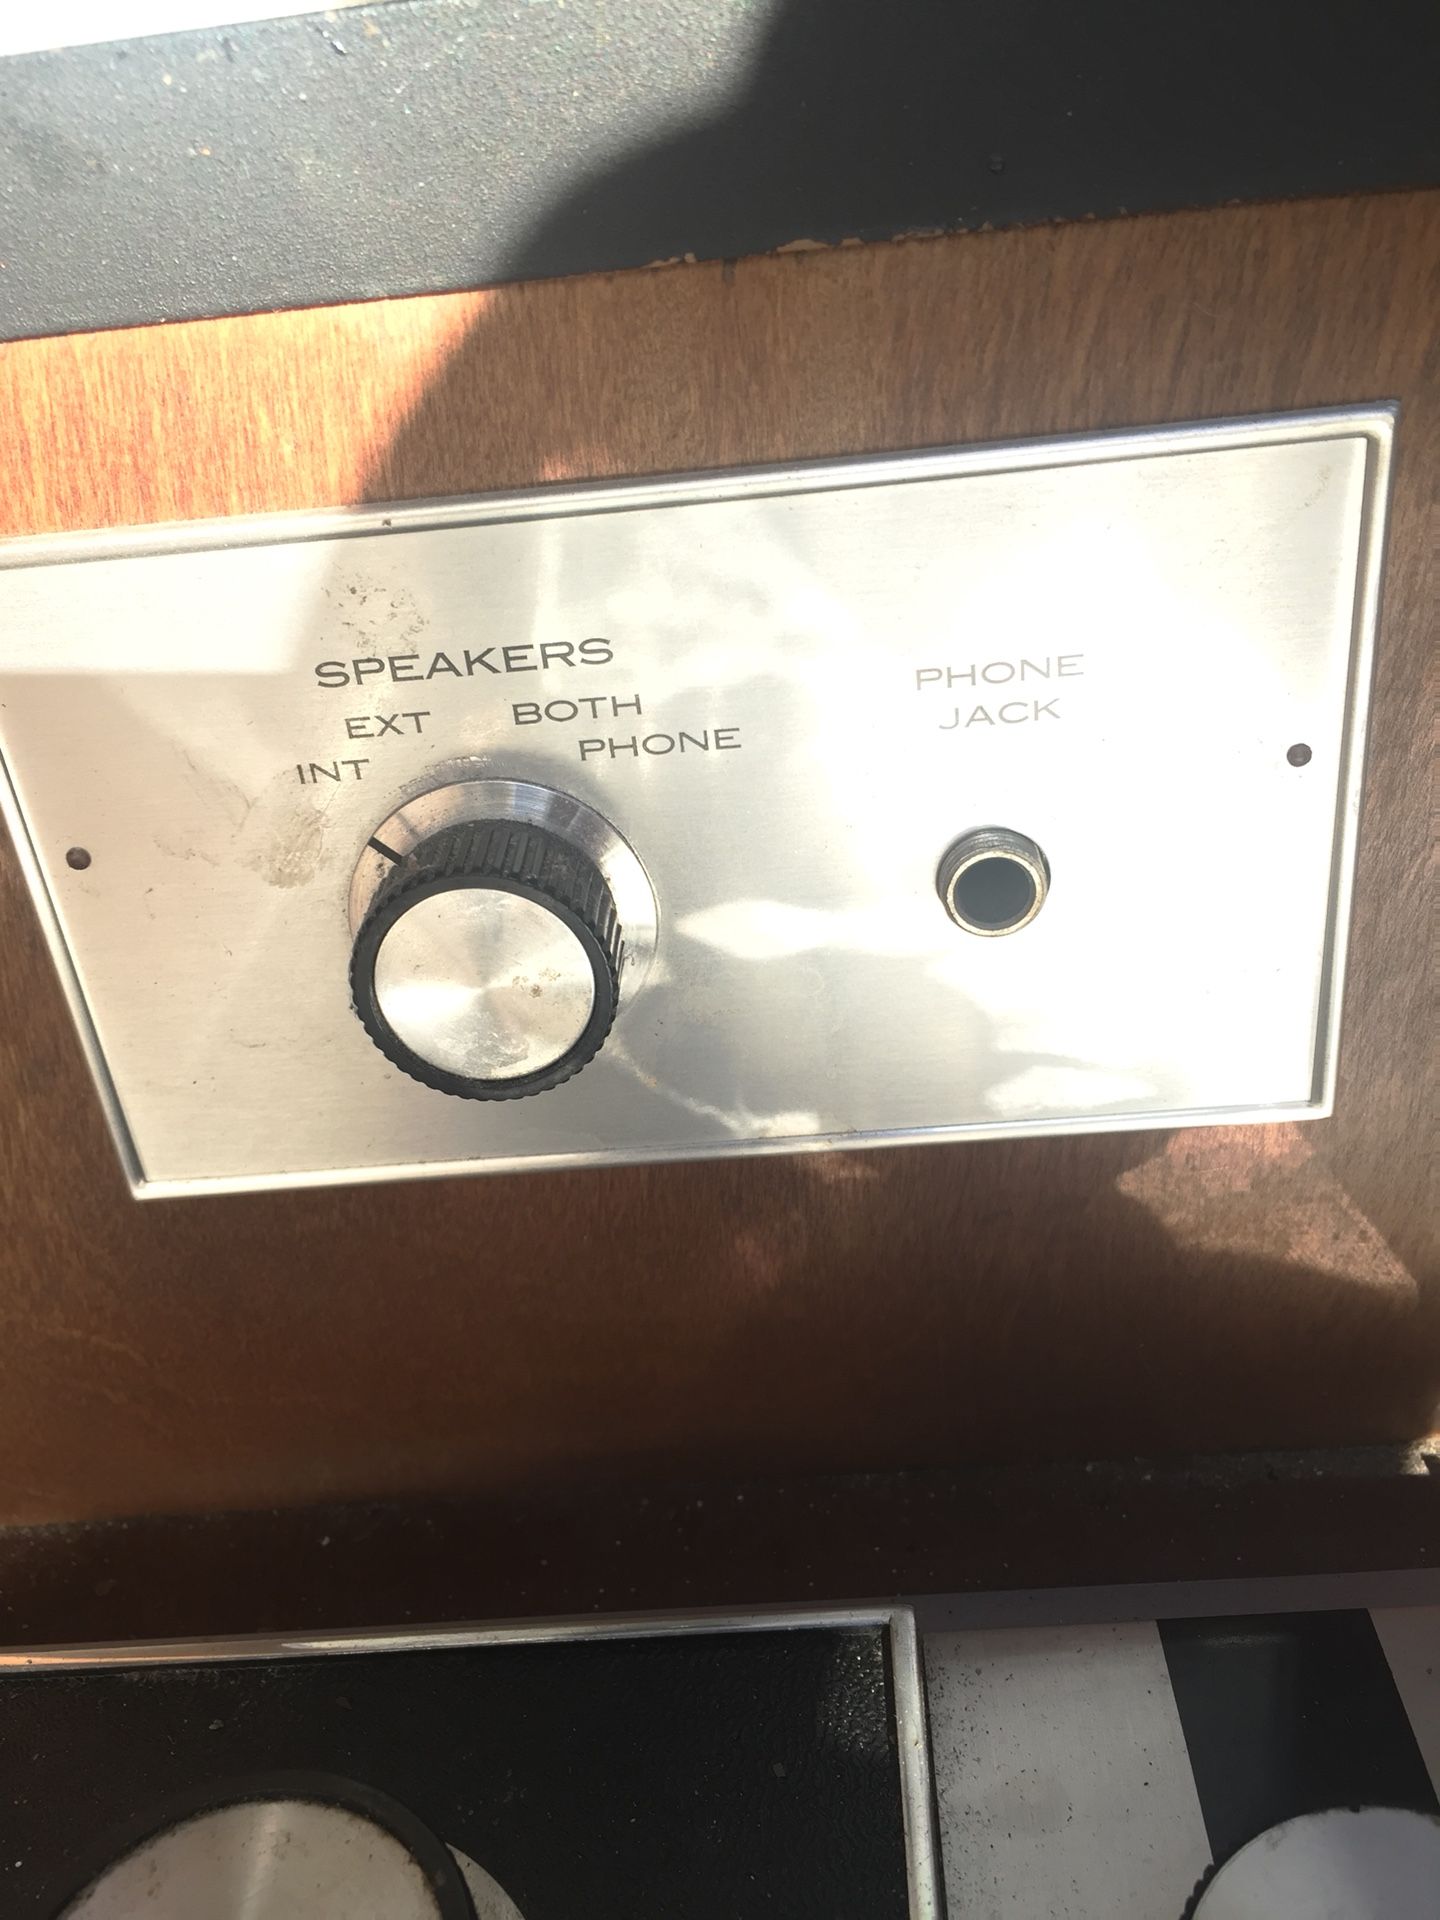 SPEAKERS
EXT BOTH
INT PHONE
PHONE
JACK